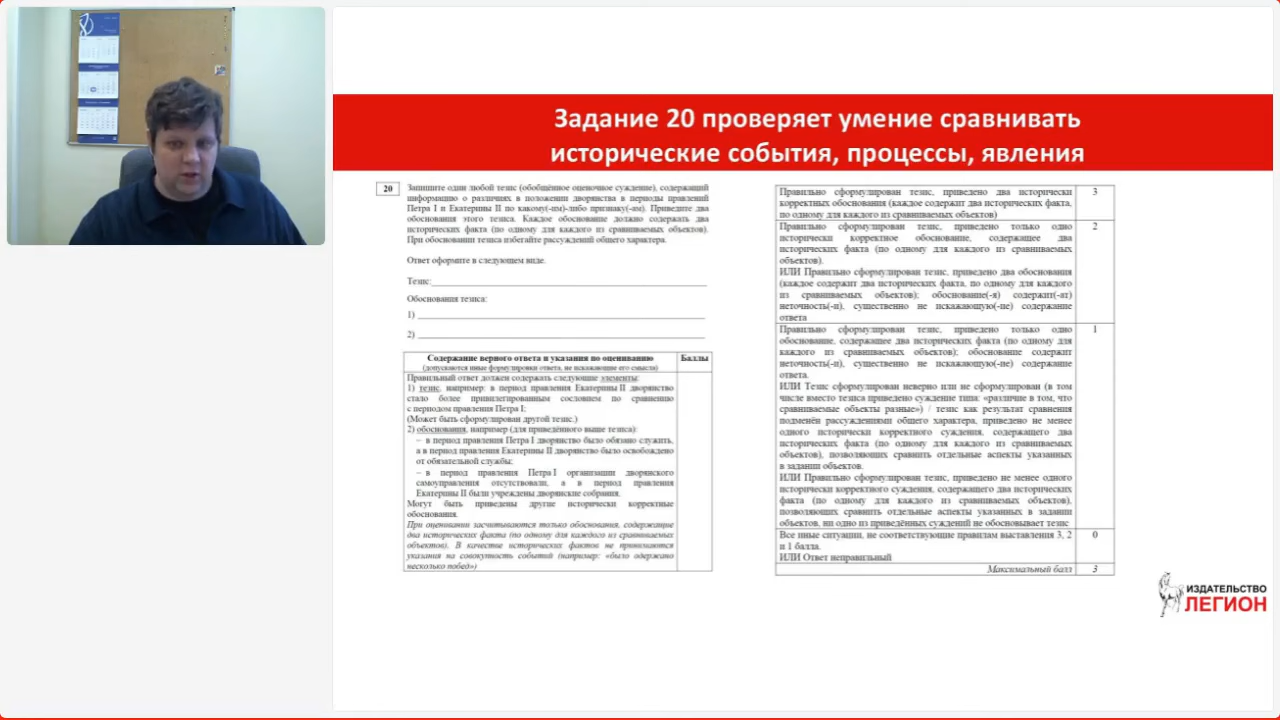 Задание 20 проверяет умение сравнивать
исторические события, процессы, явления
20
Запишите один любой тезис (обобщённое оценочное суждение), содержащий
информацию о различиях в положении дворянства в периоды правлений
Петра I и Екатерины II по какому(-им)-либо признаку(-ам). Приведите два
обоснования этого тезиса. Каждое обоснование должно содержать два
исторических факта (по одному для каждого из сравниваемых объектов).
При обосновании тезиса избегайте рассуждений общего характера.
Ответ оформите в следующем виде.
Тезис:
Обоснования тезиса:
1)
2)
Содержание верного ответа и указания по оцениванию
(допускаются иные формулировки ответа, не искажающие его смысла)
Баллы
Правильный ответ должен содержать следующие элементы:
1) тезис, например: в период правления Екатерины II дворянство
стало более привилегированным сословием по сравнению
с периодом правления Петра I;
(Может быть сформулирован другой тезис.)
2) обоснования, например (для приведённого выше тезиса):
– в период правления Петра I дворянство было обязано служить,
а в период правления Екатерины II дворянство было освобождено
от обязательной службы;
– в период правления Петра I организации дворянского
самоуправления отсутствовали, а в период правления
Екатерины II были учреждены дворянские собрания.
Могут быть приведены другие исторически корректные
обоснования.
При оценивании засчитываются только обоснования, содержащие
два исторических факта (по одному для каждого из сравниваемых
объектов). В качестве исторических фактов не принимаются
указания на совокупность событий (например: «было одержано
несколько побед»)
Правильно сформулирован тезис, приведено два исторически
корректных обоснования (каждое содержит два исторических факта,
по одному для каждого из сравниваемых объектов)
3
Правильно сформулирован тезис, приведено только одно
исторически корректное обоснование, содержащее два
исторических факта (по одному для каждого из сравниваемых
объектов).
ИЛИ Правильно сформулирован тезис, приведено два обоснования
(каждое содержит два исторических факта, по одному для каждого
из сравниваемых объектов); обоснование(-я) содержит(-ат)
неточность(-и), существенно не искажающую(-ие) содержание
ответа
2
Правильно сформулирован тезис, приведено только одно
обоснование, содержащее два исторических факта (по одному для
каждого из сравниваемых объектов); обоснование содержит
неточность(-и), существенно не искажающую(-ие) содержание
ответа.
ИЛИ Тезис сформулирован неверно или не сформулирован (в том
числе вместо тезиса приведено суждение типа: «различие в том, что
сравниваемые объекты разные») / тезис как результат сравнения
подменён рассуждениями общего характера, приведено не менее
одного исторически корректного суждения, содержащего два
исторических факта (по одному для каждого из сравниваемых
объектов), позволяющих сравнить отдельные аспекты указанных
в задании объектов.
ИЛИ Правильно сформулирован тезис, приведено не менее одного
исторически корректного суждения, содержащего два исторических
факта (по одному для каждого из сравниваемых объектов),
позволяющих сравнить отдельные аспекты указанных в задании
объектов, ни одно из приведённых суждений не обосновывает тезис
1
Все иные ситуации, не соответствующие правилам выставления 3, 2
и 1 балла.
ИЛИ Ответ неправильный
0
Максимальный балл
3
ИЗДАТЕЛЬСТВО
ЛЕГИОН